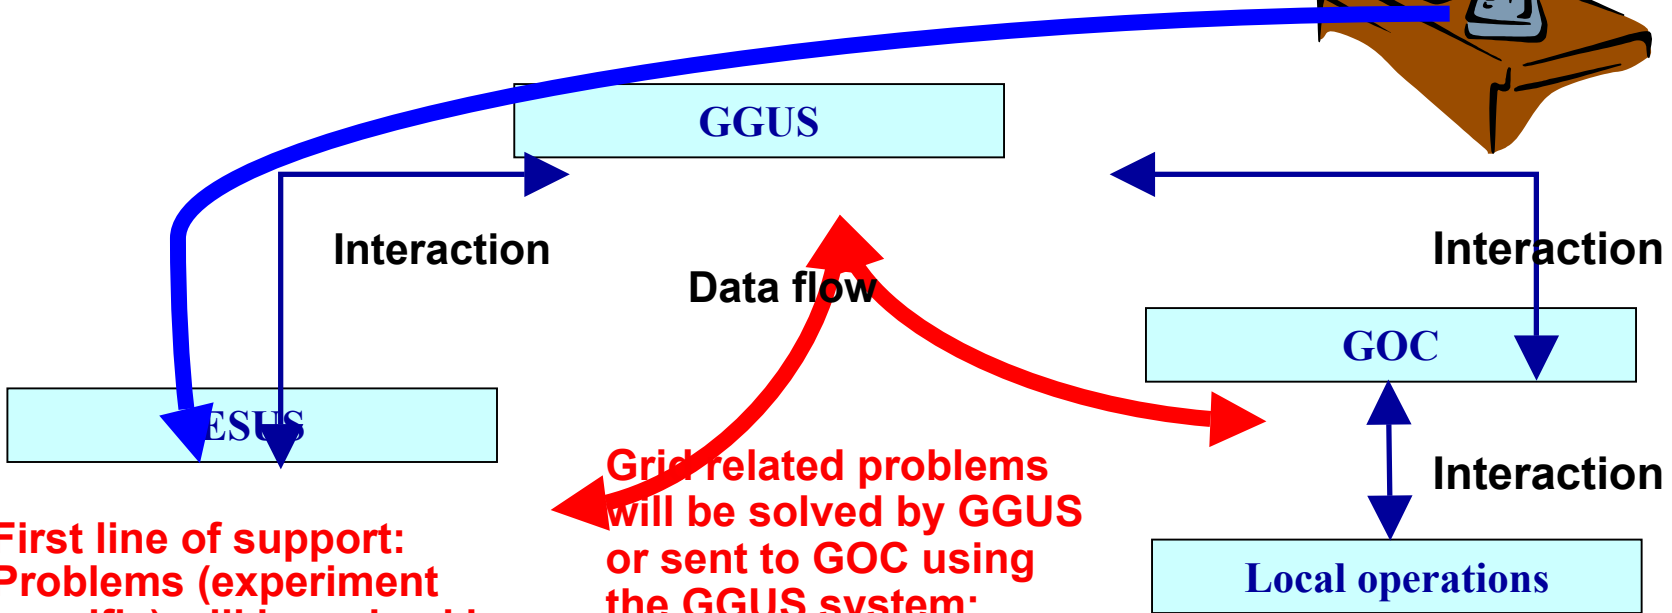 GGUS
Interaction
Interaction
Data flow
GOC
ESUS
Grid related problems
will be solved by GGUS
or sent to GOC using
the GGUS system;
Interaction
First line of support:
Problems (experiment
Local operations